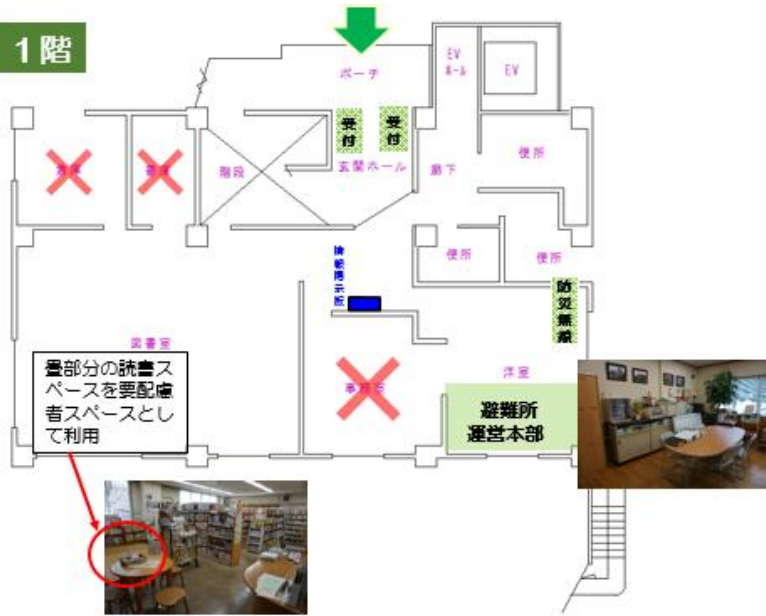 1階
ポーチ
EV
ホール
EV
受付
受付
玄関ホール
階段
廊下
便所
便所
便所
情報掲示板
防災無線
図書室
洋室
畳部分の読書ス
ペースを要配慮
者スペースとし
て利用
避難所
運営本部